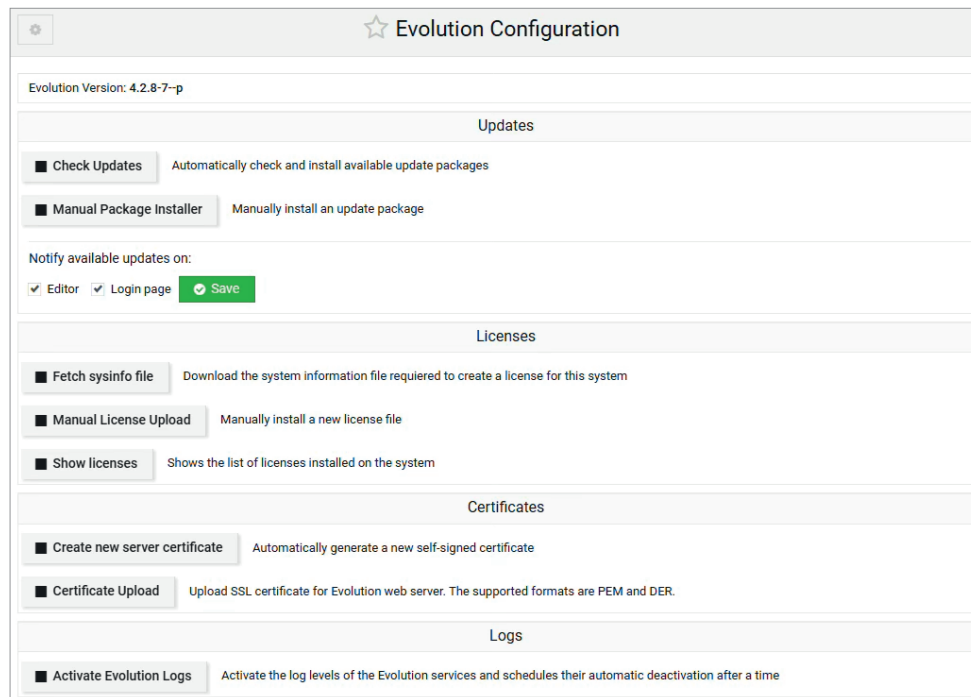 Evolution Configuration
Evolution Version: 4.2.8-7--p
Updates
Check Updates Automatically check and install available update packages
Manual Package Installer Manually install an update package
Notify available updates on:
Editor Login page Save
Licenses
Fetch sysinfo file Download the system information file requiered to create a license for this system
Manual License Upload Manually install a new license file
Show licenses Shows the list of licenses installed on the system
Certificates
Create new server certificate Automatically generate a new self-signed certificate
Certificate Upload Upload SSL certificate for Evolution web server. The supported formats are PEM and DER.
Logs
Activate Evolution Logs Activate the log levels of the Evolution services and schedules their automatic deactivation after a time